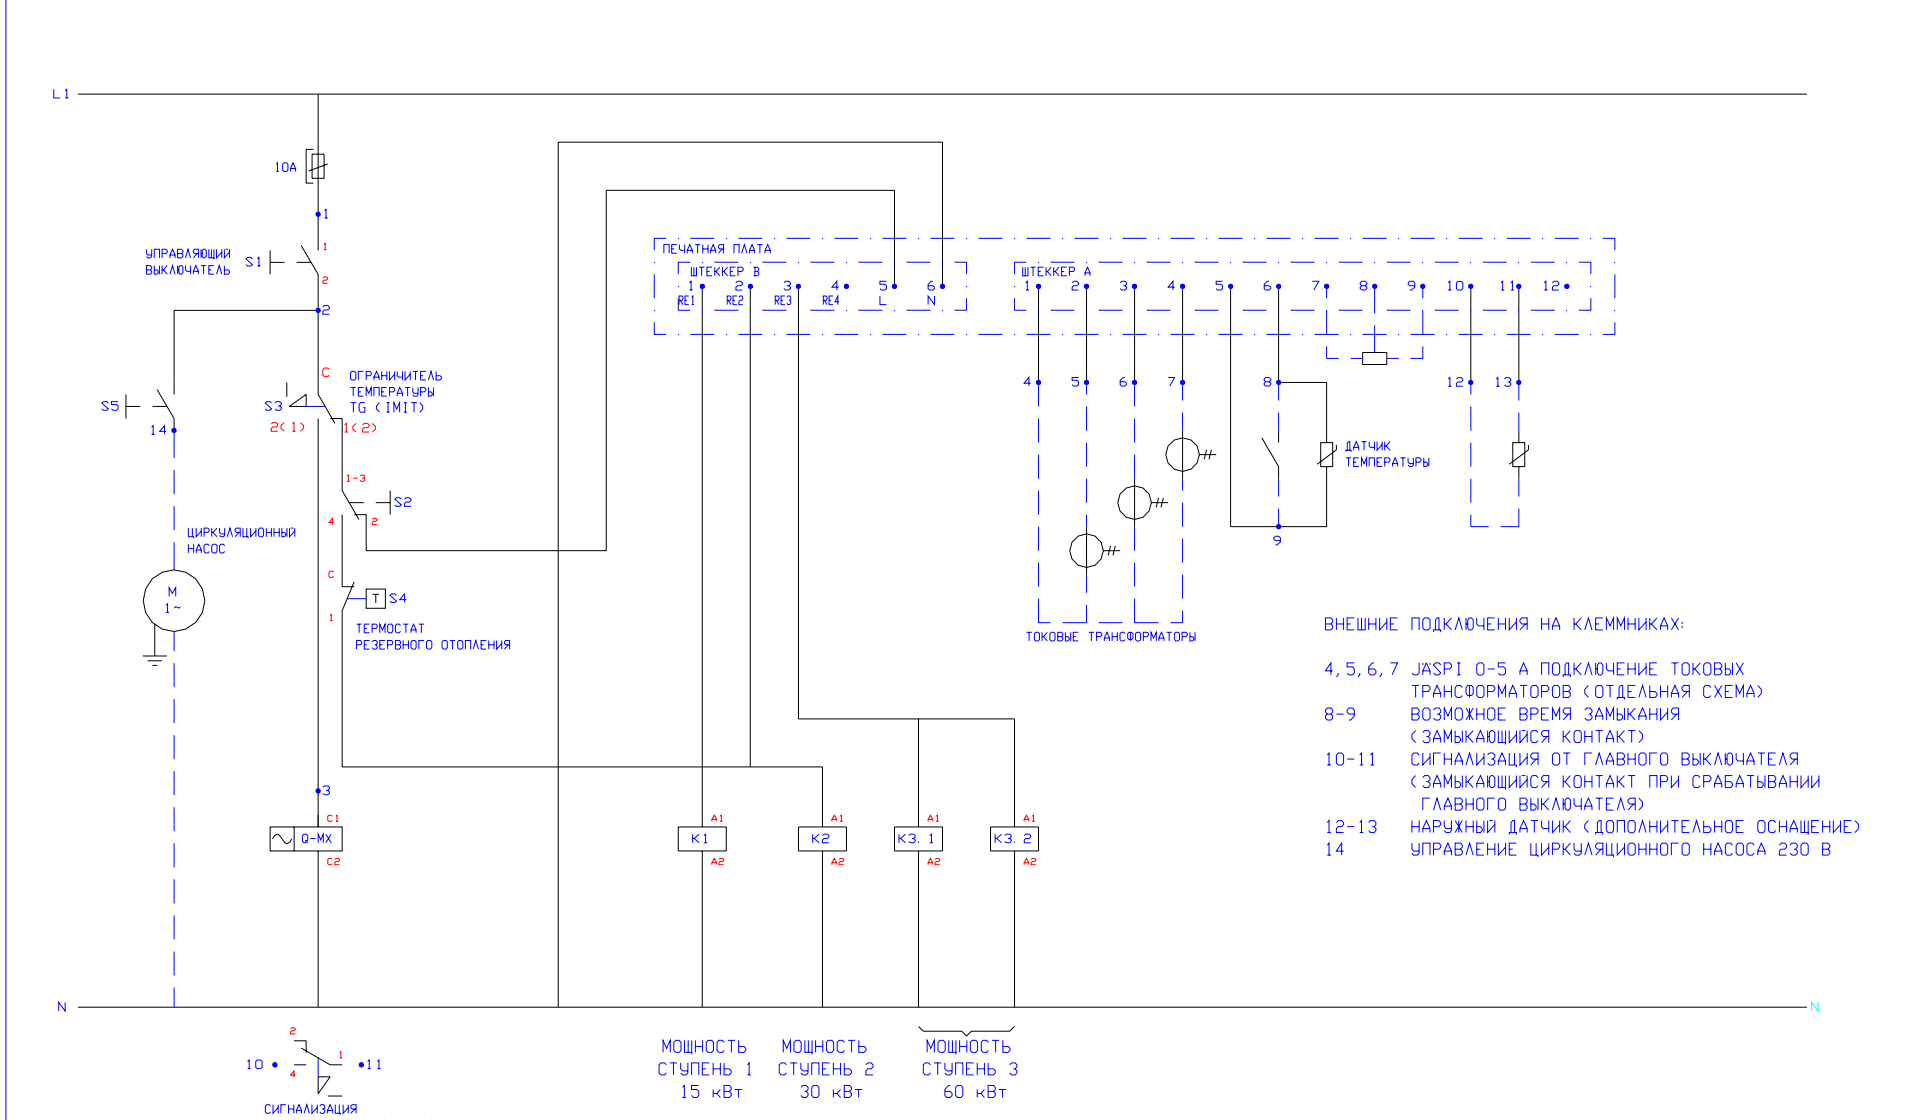 L1
10A
1
УПРАВЛЯЮЩИЙ
ВЫКЛЮЧАТЕЛЬ
S1
1
2
2
ПЕЧАТНАЯ ПЛАТА
ШТЕККЕР В
1 2 3 4 5 6
RE1 RE2 RE3 RE4 L N
ШТЕККЕР А
1 2 3 4 5 6 7 8 9 10 11 12
4 5 6 7 8 12 13
C
ОГРАНИЧИТЕЛЬ
ТЕМПЕРАТУРЫ
TG (IMIT)
S3
2(1)
1(2)
S5
14
1-3
S2
4
2
ДАТЧИК
ТЕМПЕРАТУРЫ
9
ЦИРКУЛЯЦИОННЫЙ
НАСОС
M
1~
C
T
S4
1
ТЕРМОСТАТ
РЕЗЕРВНОГО ОТОПЛЕНИЯ
ТОКОВЫЕ ТРАНСФОРМАТОРЫ
ВНЕШНИЕ ПОДКЛЮЧЕНИЯ НА КЛЕММНИКАХ:
4,5,6,7 JÄSPI 0-5 А ПОДКЛЮЧЕНИЕ ТОКОВЫХ
ТРАНСФОРМАТОРОВ (ОТДЕЛЬНАЯ СХЕМА)
8-9 ВОЗМОЖНОЕ ВРЕМЯ ЗАМЫКАНИЯ
(ЗАМЫКАЮЩИЙСЯ КОНТАКТ)
10-11 СИГНАЛИЗАЦИЯ ОТ ГЛАВНОГО ВЫКЛЮЧАТЕЛЯ
(ЗАМЫКАЮЩИЙСЯ КОНТАКТ ПРИ СРАБАТЫВАНИИ
ГЛАВНОГО ВЫКЛЮЧАТЕЛЯ)
12-13 НАРУЖНЫЙ ДАТЧИК (ДОПОЛНИТЕЛЬНОЕ ОСНАЩЕНИЕ)
14 УПРАВЛЕНИЕ ЦИРКУЛЯЦИОННОГО НАСОСА 230 В
3
C1 A1 A1 A1 A1
Q-MX K1 K2 K3.1 K3.2
C2 A2 A2 A2 A2
N
N
2
1
10
11
4
СИГНАЛИЗАЦИЯ
МОЩНОСТЬ
СТУПЕНЬ 1
15 кВт
МОЩНОСТЬ
СТУПЕНЬ 2
30 кВт
МОЩНОСТЬ
СТУПЕНЬ 3
60 кВт